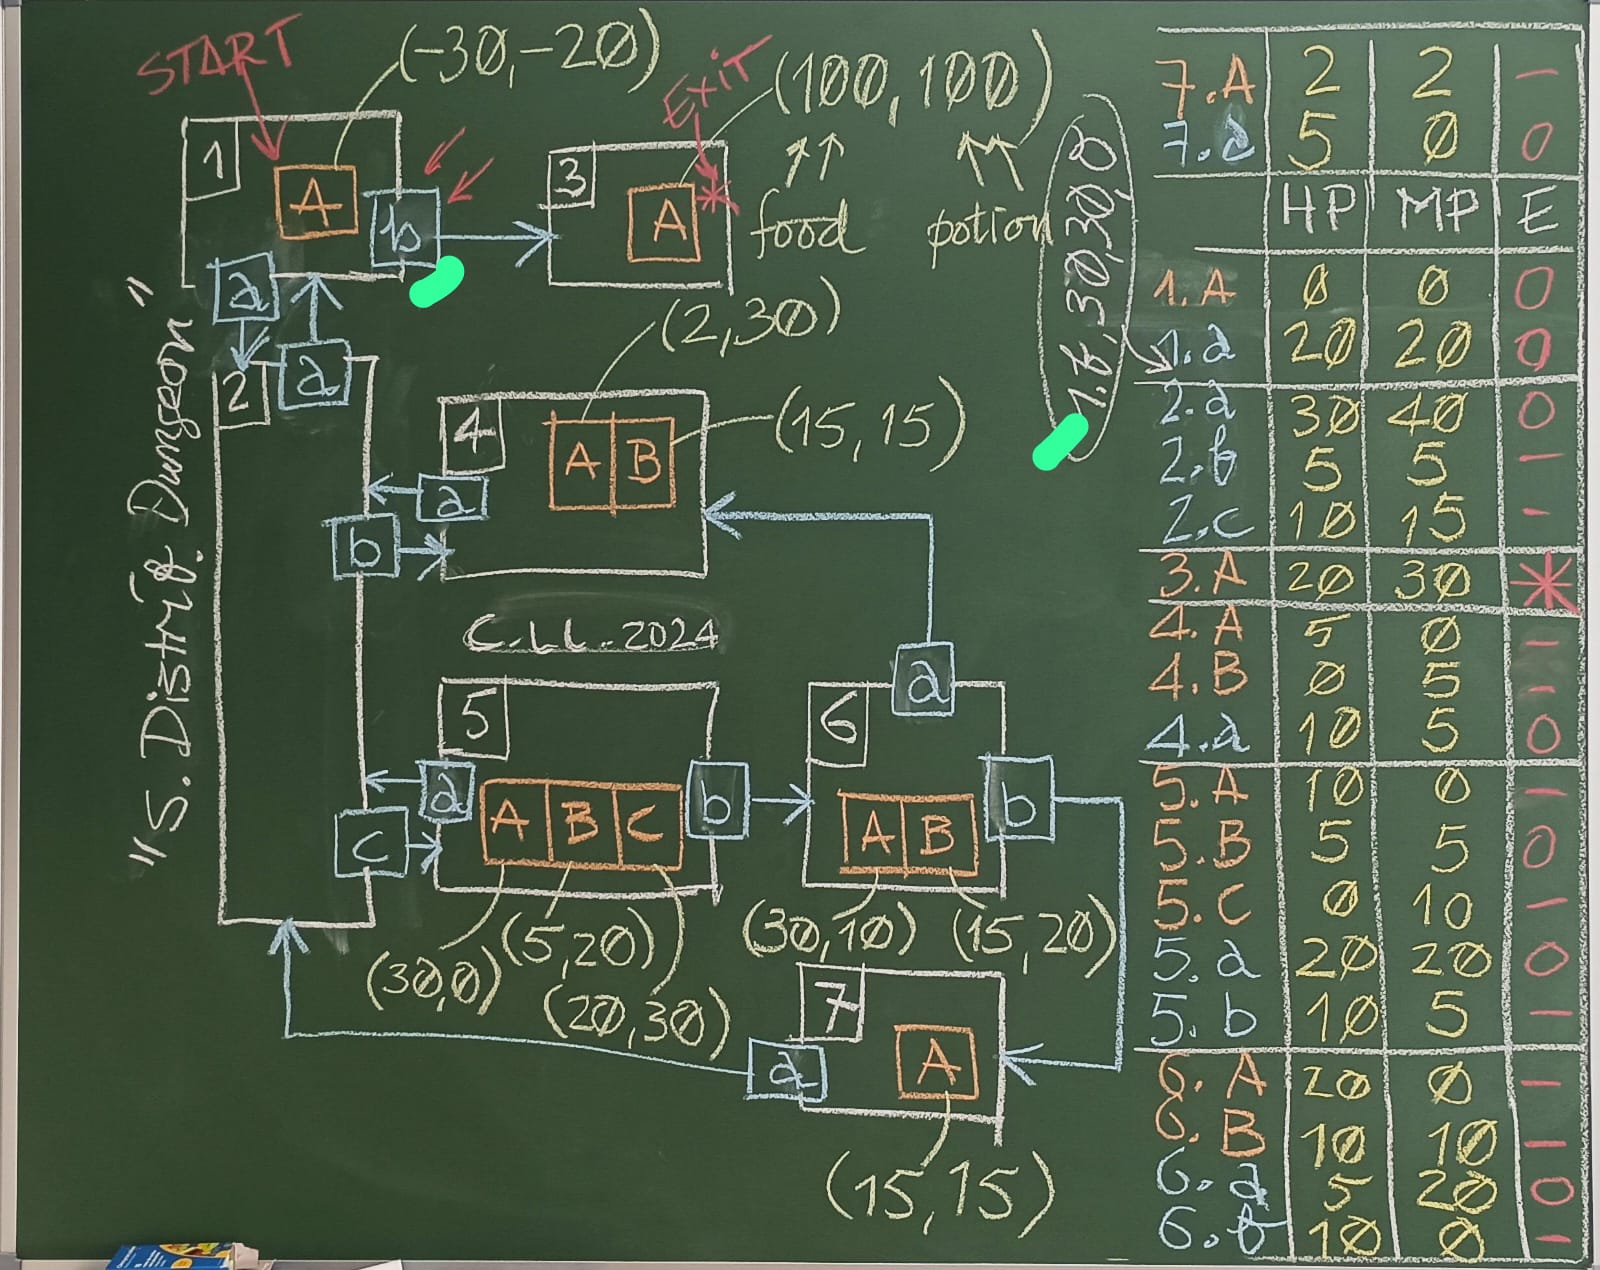 START
(-30,-20)
EXIT
(100,100)
food
potion
1
A
b
a
3
A
*
1.b,30,30,0
"S. Distrif. Dungeon"
2
a
b
c
(2,30)
4
A B
(15,15)
a
C.LL.2024
5
a
A B C
b
(30,0)
(5,20)
(20,30)
6
a
A B
b
(30,10)
(15,20)
7
a
A
(15,15)
7.A 2 2 -
7.a 5 0 0
HP MP E
1.A 0 0 0
1.a 20 20 0
2.a 30 40 0
2.b 5 5 -
2.c 10 15 -
3.A 20 30 *
4.A 5 0 -
4.B 0 5 -
4.a 10 5 0
5.A 10 0 -
5.B 5 5 0
5.C 0 10 -
5.a 20 20 0
5.b 10 5 -
6.A 20 0 -
6.B 10 10 -
6.a 5 20 0
6.b 10 0 -